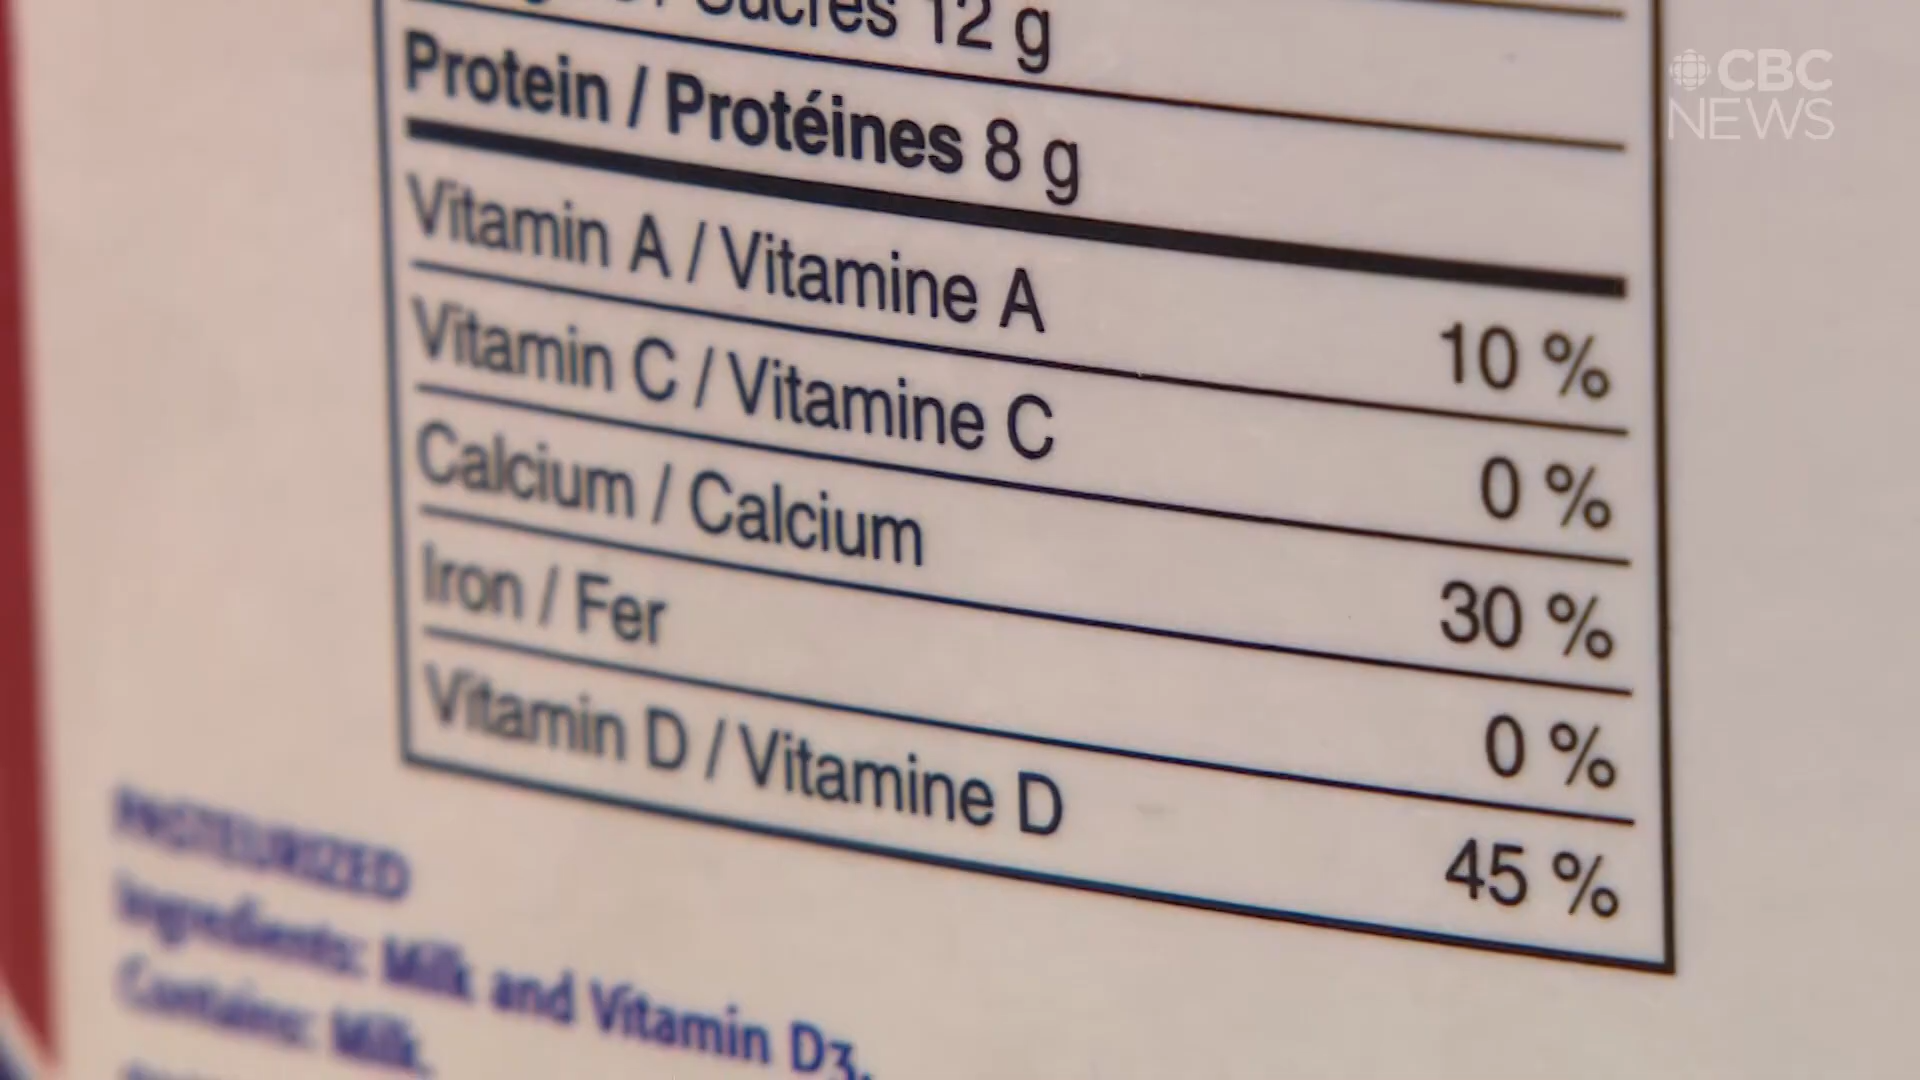 Sucres 12 g
CBC
NEWS
Protein / Protéines 8 g
Vitamin A / Vitamine A 10 %
Vitamin C / Vitamine C 0 %
Calcium / Calcium 30 %
Iron / Fer 0 %
Vitamin D / Vitamine D 45 %
PASTEURIZED
Ingredients: Milk and Vitamin D3.
Contains: Milk.